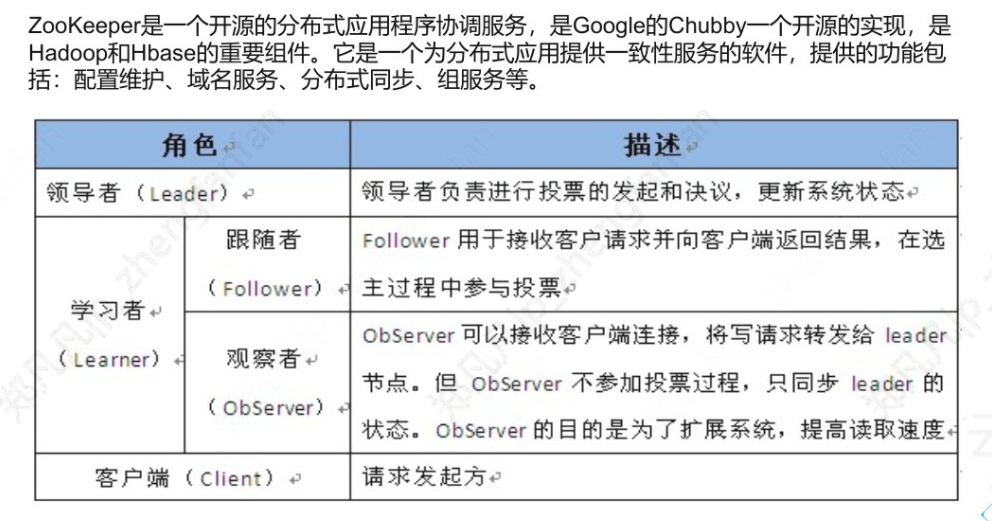 ZooKeeper是一个开源的分布式应用程序协调服务，是Google的Chubby一个开源的实现，是
Hadoop和Hbase的重要组件。它是一个为分布式应用提供一致性服务的软件，提供的功能包
括：配置维护、域名服务、分布式同步、组服务等。
角色 描述
领导者（Leader） 领导者负责进行投票的发起和决议，更新系统状态
学习者
（Learner）
跟随者
（Follower）
Follower 用于接收客户请求并向客户端返回结果，在选
主过程中参与投票
观察者
（ObServer）
ObServer 可以接收客户端连接，将写请求转发给 leader
节点。但 ObServer 不参加投票过程，只同步 leader 的
状态。ObServer 的目的是为了扩展系统，提高读取速度
客户端（Client） 请求发起方